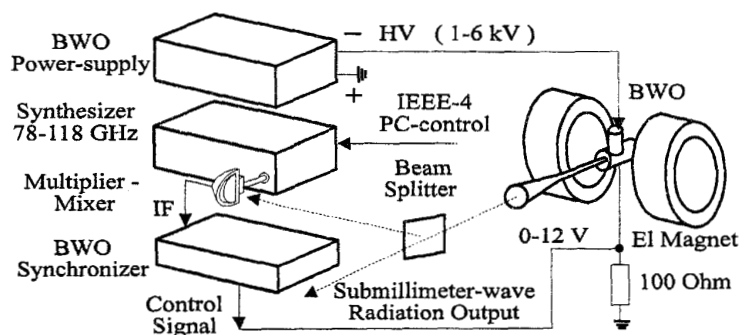 BWO
Power-supply
− HV ( 1-6 kV )
+
Synthesizer
78-118 GHz
IEEE-4
PC-control
BWO
Multiplier -
Mixer
Beam
Splitter
IF
BWO
Synchronizer
0-12 V
El Magnet
100 Ohm
Control
Signal
Submillimeter-wave
Radiation Output